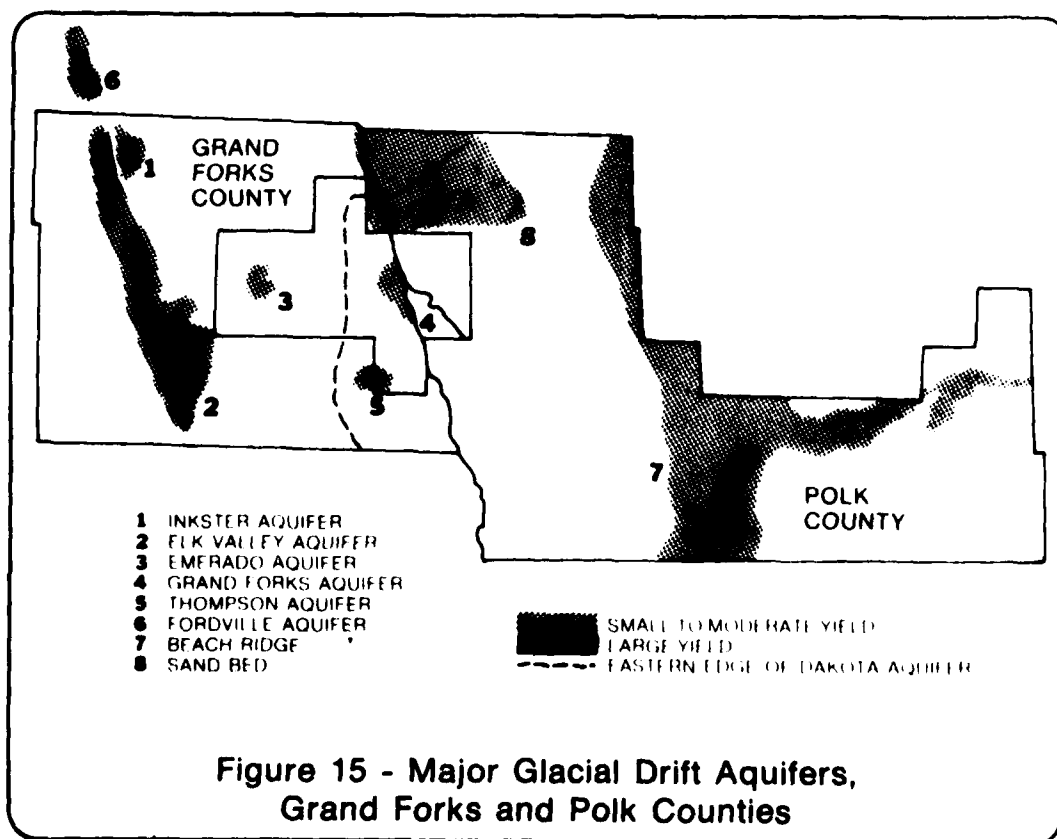 6
1
GRAND
FORKS
COUNTY
8
3
4
5
2
7
POLK
COUNTY
1 INKSTER AQUIFER
2 ELK VALLEY AQUIFER
3 EMERADO AQUIFER
4 GRAND FORKS AQUIFER
5 THOMPSON AQUIFER
6 FORDVILLE AQUIFER
7 BEACH RIDGE
8 SAND BED
SMALL TO MODERATE YIELD
LARGE YIELD
EASTERN EDGE OF DAKOTA AQUIFER
Figure 15 - Major Glacial Drift Aquifers,
Grand Forks and Polk Counties